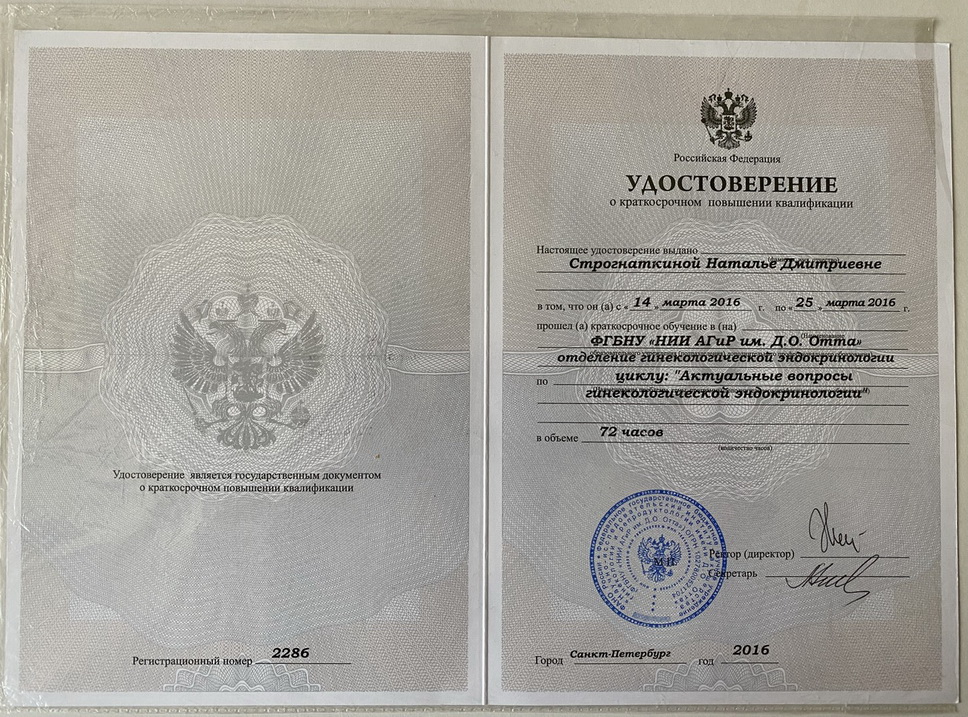 Удостоверение является государственным документом
о краткосрочном повышении квалификации
Регистрационный номер 2286
Российская Федерация
УДОСТОВЕРЕНИЕ
о краткосрочном повышении квалификации
Настоящее удостоверение выдано
Строгнаткиной Наталье Дмитриевне
в том, что он (а) с « 14 » марта 2016 г. по « 25 » марта 2016 г.
прошел (а) краткосрочное обучение в (на)
ФГБНУ «НИИ АГиР им. Д.О. Отта»
отделение гинекологической эндокринологии
по циклу: "Актуальные вопросы
гинекологической эндокринологии"
в объеме 72 часов
(количество часов)
М.П.
Ректор (директор)
Секретарь
Город Санкт-Петербург год 2016